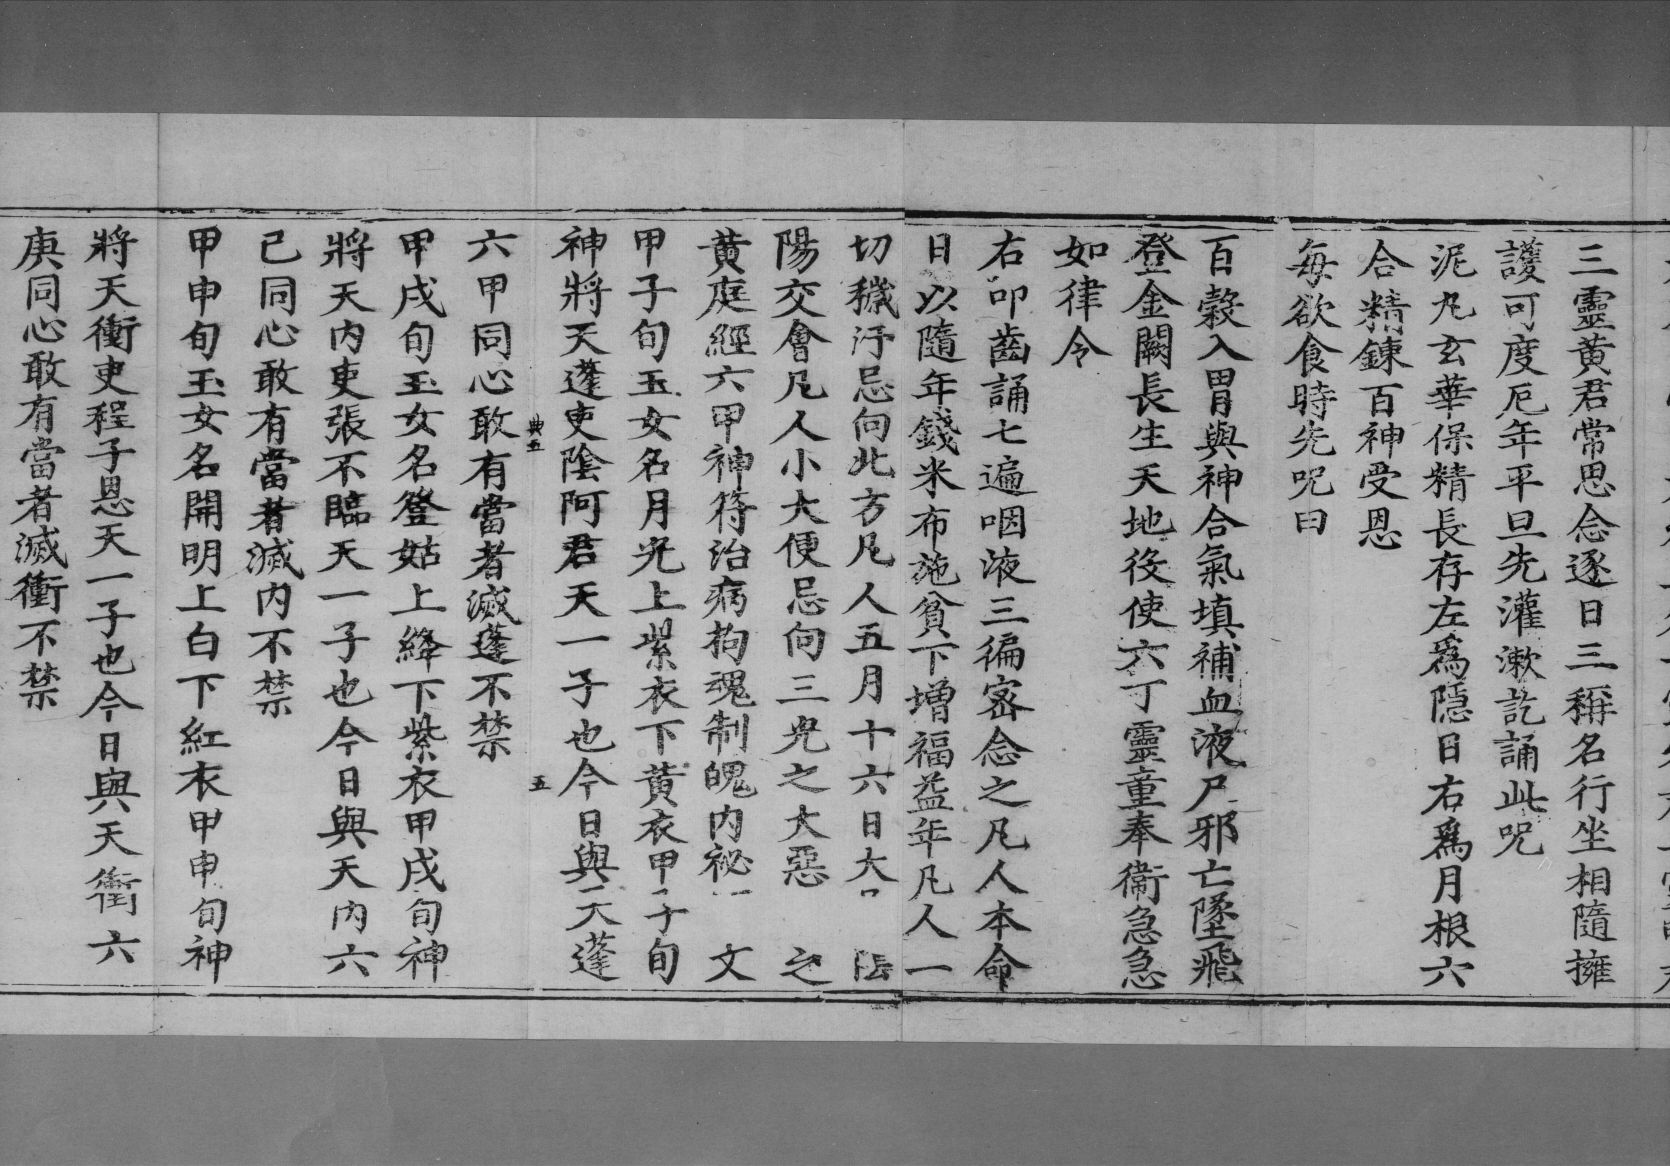 三靈黃君常思念逐日三稱名行坐相隨擁
護可度厄年平旦先灌漱訖誦此咒
泥丸玄華保精長存左爲隱日右爲月根六
合精鍊百神受恩
每欲食時先呪曰
百穀入胃與神合氣填補血液尸邪亡墜飛
登金闕長生天地役使六丁靈童奉衞急急
如律令
右叩齒誦七遍咽液三徧密念之凡人本命
日以隨年錢米布施貧下增福益年凡人一
切穢汙忌向北方凡人五月十六日大 陰
陽交會凡人小大便忌向三光之大惡 之
黃庭經六甲神符治病拘魂制魄內祕 文
甲子旬玉女名月光上紫衣下黃衣甲子旬
神將天蓬吏陰阿君天一子也今日與天蓬
典五 五
六甲同心敢有當者滅蓬不禁
甲戌旬玉女名登姑上絳下紫衣甲戌旬神
將天內吏張不臨天一子也今日與天內六
己同心敢有當者滅內不禁
甲申旬玉女名開明上白下紅衣甲申旬神
將天衝吏程子恩天一子也今日與天衝六
庚同心敢有當者滅衝不禁